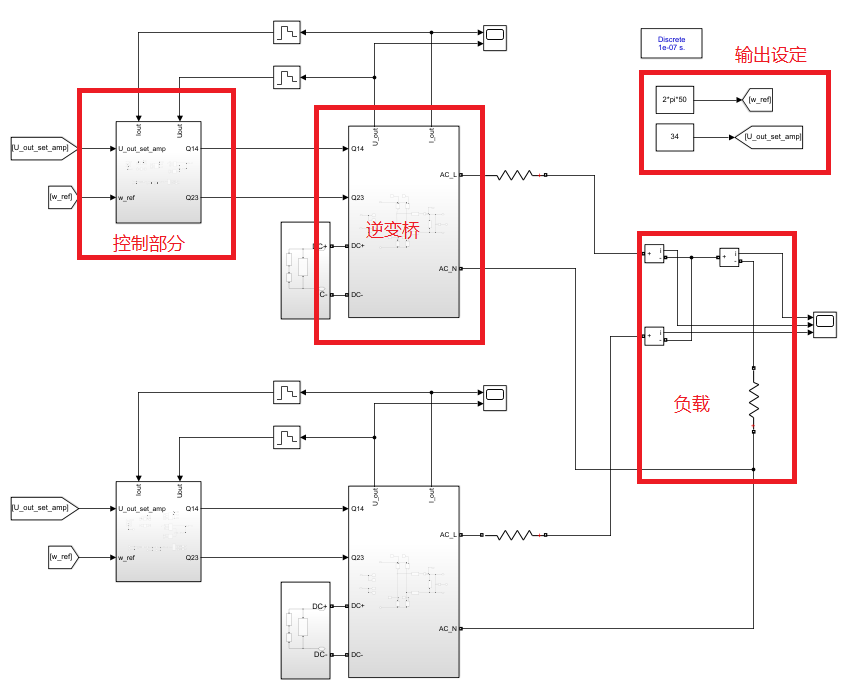 Discrete
1e-07 s.
输出设定
2*pi*50
[w_ref]
34
[U_out_set_amp]
[U_out_set_amp]
[w_ref]
Iout
Uout
U_out_set_amp
Q14
w_ref
Q23
控制部分
U_out
I_out
Q14
AC_L
Q23
逆变桥
DC+
DC+
AC_N
C-
DC-
+
i
-
+
i
-
+
i
-
负载
+
+
[U_out_set_amp]
[w_ref]
Iout
Uout
U_out_set_amp
Q14
w_ref
Q23
U_out
I_out
Q14
AC_L
Q23
DC+
DC+
DC-
DC-
AC_N
+